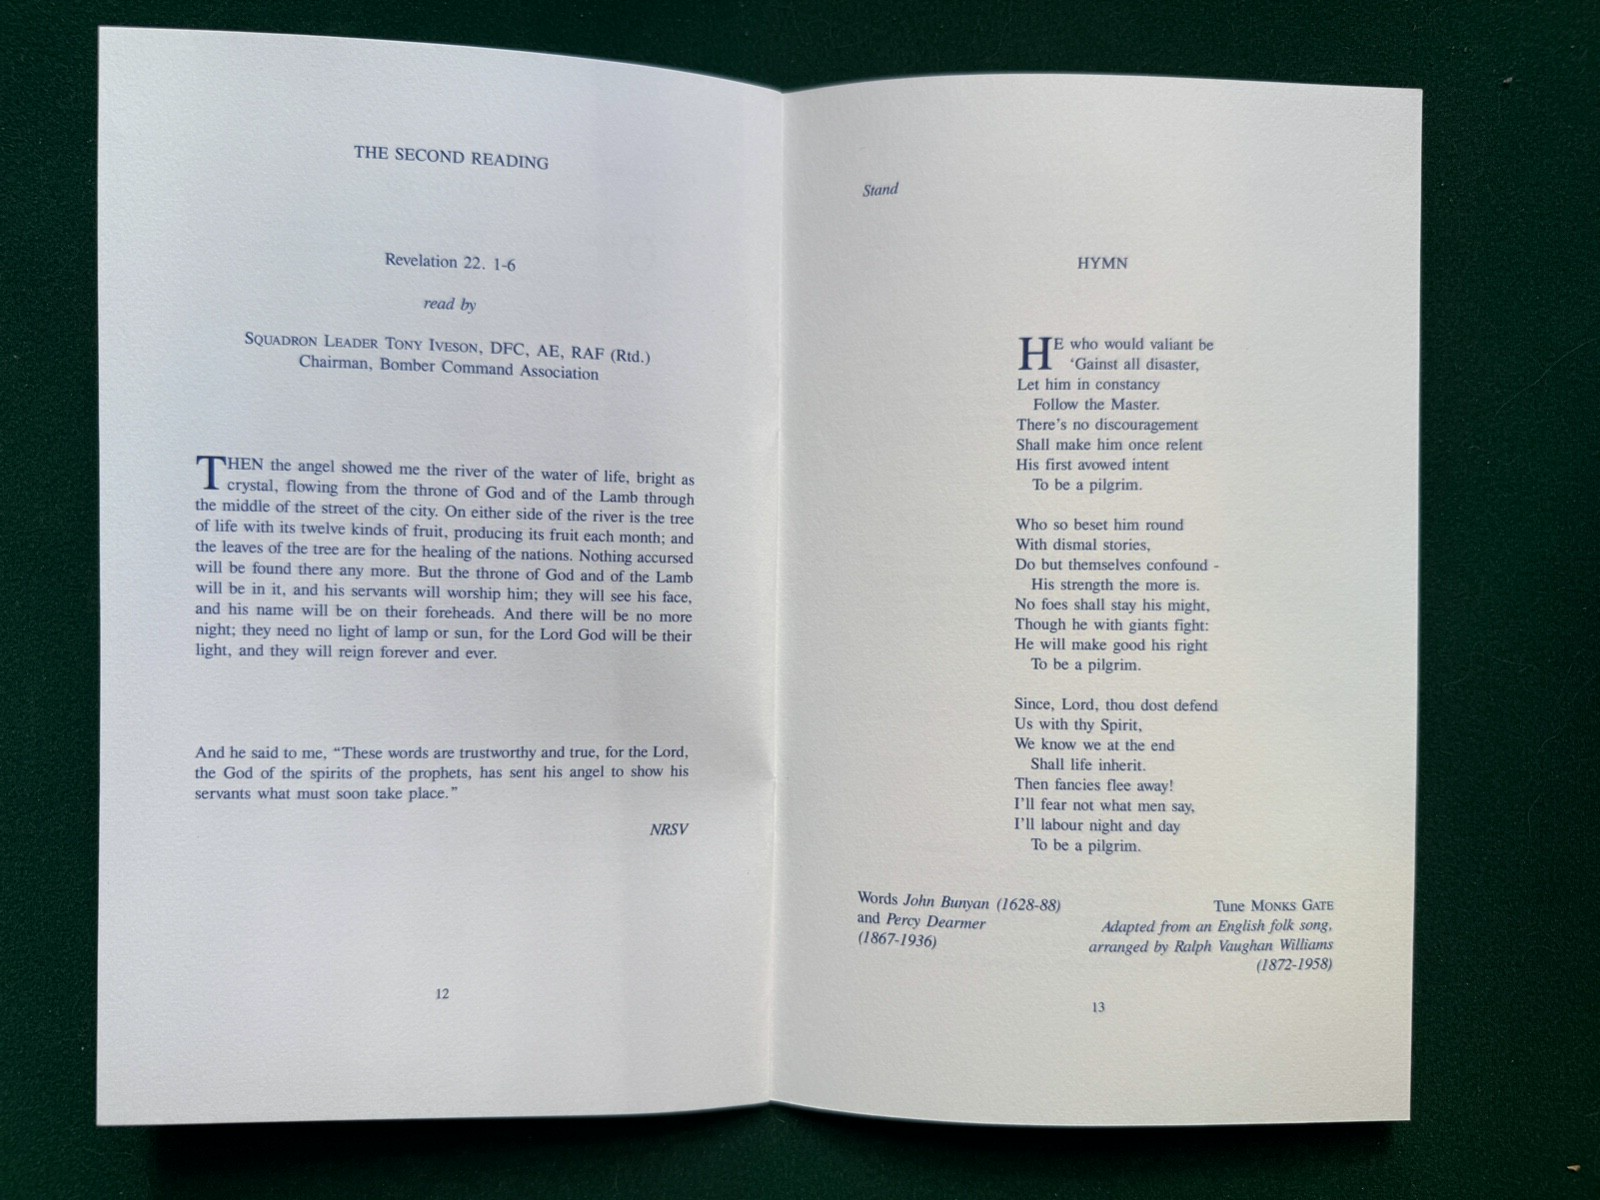 THE SECOND READING
Revelation 22. 1-6
read by
SQUADRON LEADER TONY IVESON, DFC, AE, RAF (Rtd.)
Chairman, Bomber Command Association
THEN the angel showed me the river of the water of life, bright as
crystal, flowing from the throne of God and of the Lamb through
the middle of the street of the city. On either side of the river is the tree
of life with its twelve kinds of fruit, producing its fruit each month; and
the leaves of the tree are for the healing of the nations. Nothing accursed
will be found there any more. But the throne of God and of the Lamb
will be in it, and his servants will worship him; they will see his face,
and his name will be on their foreheads. And there will be no more
night; they need no light of lamp or sun, for the Lord God will be their
light, and they will reign forever and ever.
And he said to me, “These words are trustworthy and true, for the Lord,
the God of the spirits of the prophets, has sent his angel to show his
servants what must soon take place.”
NRSV
12
Stand
HYMN
HE who would valiant be
‘Gainst all disaster,
Let him in constancy
Follow the Master.
There’s no discouragement
Shall make him once relent
His first avowed intent
To be a pilgrim.
Who so beset him round
With dismal stories,
Do but themselves confound -
His strength the more is.
No foes shall stay his might,
Though he with giants fight:
He will make good his right
To be a pilgrim.
Since, Lord, thou dost defend
Us with thy Spirit,
We know we at the end
Shall life inherit.
Then fancies flee away!
I’ll fear not what men say,
I’ll labour night and day
To be a pilgrim.
Words John Bunyan (1628-88)
and Percy Dearmer
(1867-1936)
Tune MONKS GATE
Adapted from an English folk song,
arranged by Ralph Vaughan Williams
(1872-1958)
13